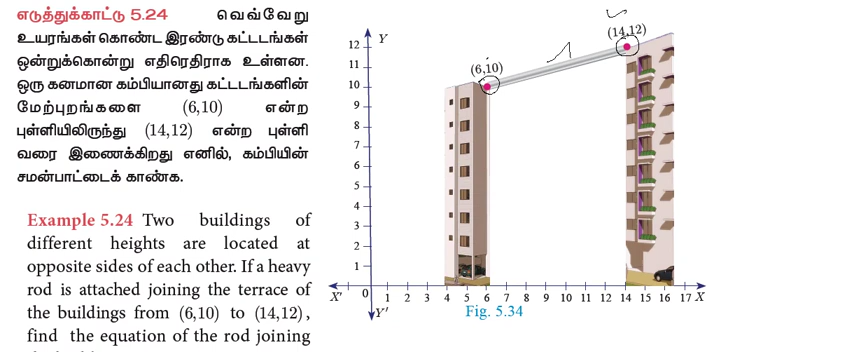 எடுத்துக்காட்டு 5.24 வெவ்வேறு
உயரங்கள் கொண்ட இரண்டு கட்டடங்கள்
ஒன்றுக்கொன்று எதிரெதிராக உள்ளன.
ஒரு கனமான கம்பியானது கட்டடங்களின்
மேற்புறங்களை (6,10) என்ற
புள்ளியிலிருந்து (14,12) என்ற புள்ளி
வரை இணைக்கிறது எனில், கம்பியின்
சமன்பாட்டைக் காண்க.
Example 5.24 Two buildings of
different heights are located at
opposite sides of each other. If a heavy
rod is attached joining the terrace of
the buildings from (6,10) to (14,12),
find the equation of the rod joining
Y
(14,12)
(6,10)
12
11
10
9
8
7
6
5
4
3
2
1
X' 0 1 2 3 4 5 6 7 8 9 10 11 12 13 14 15 16 17 X
Y'
Fig. 5.34